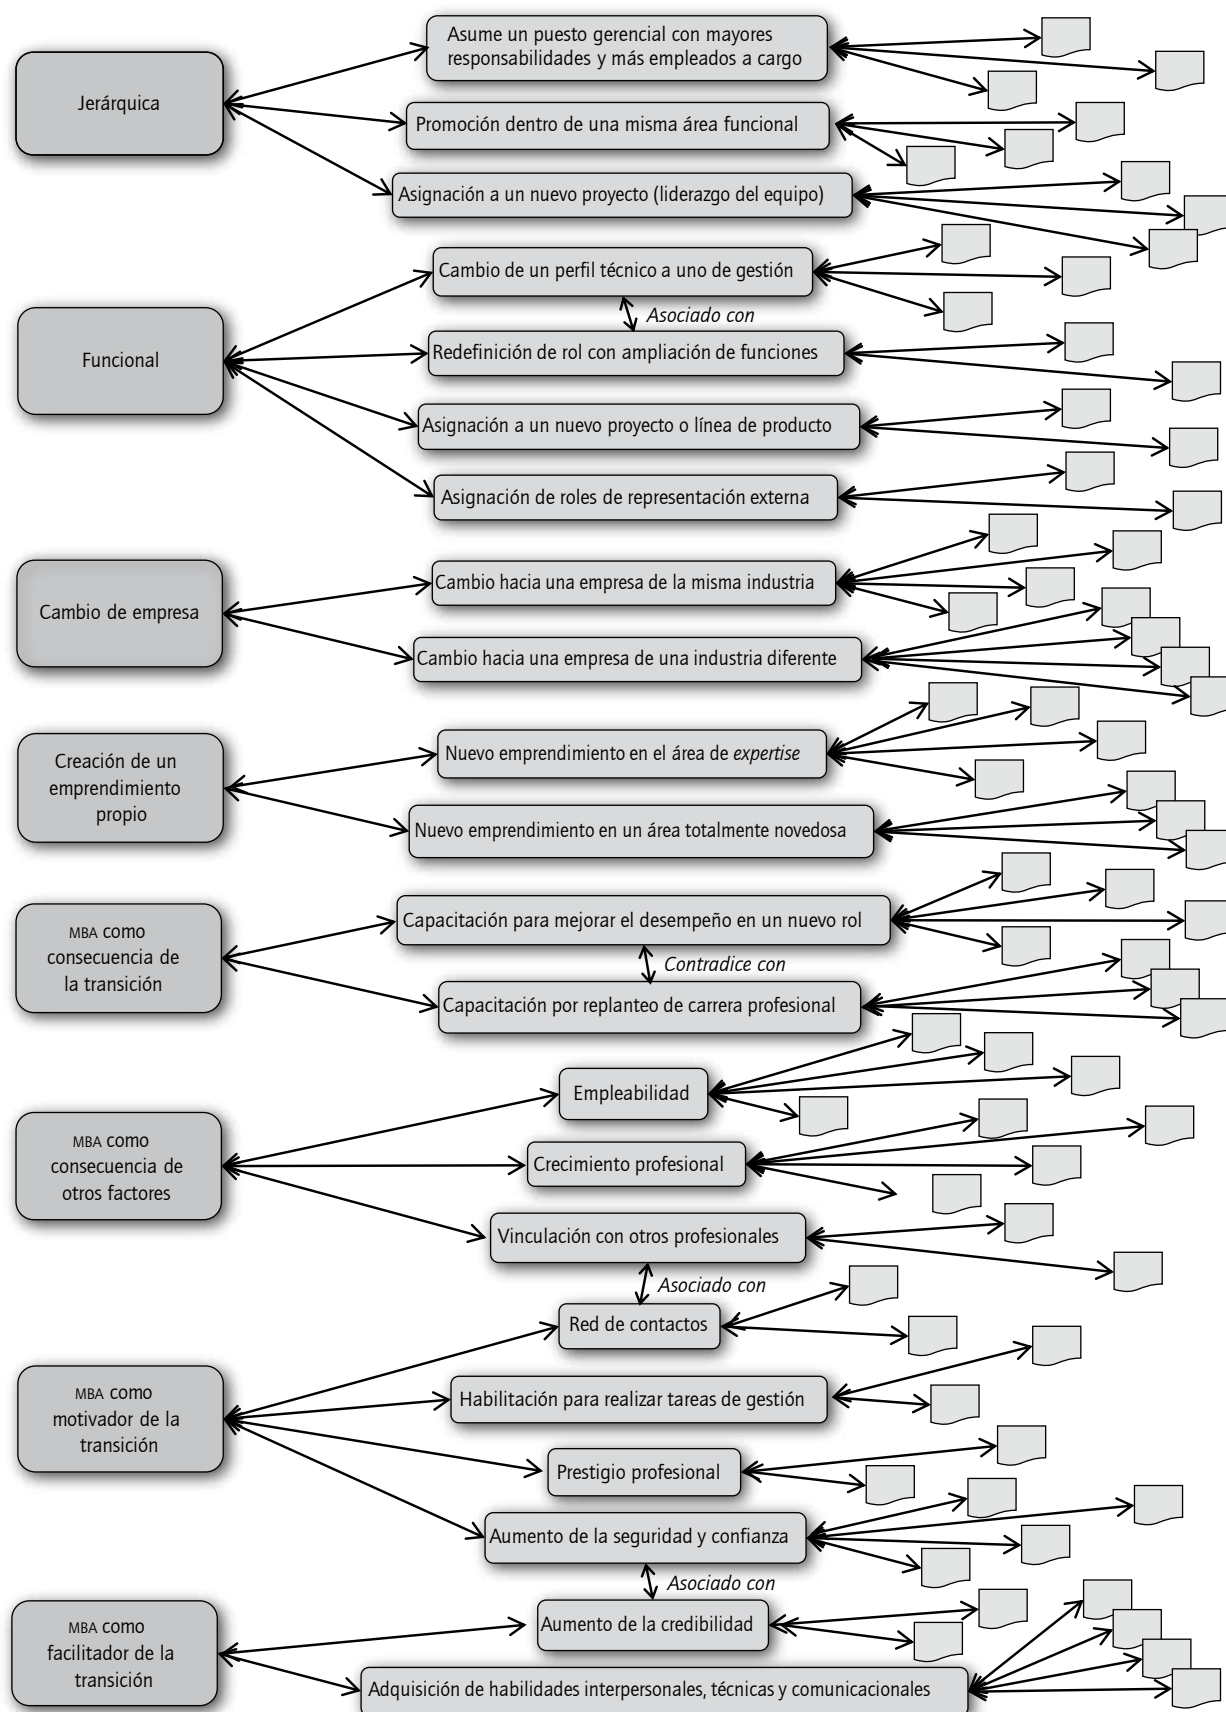 Jerárquica
Asume un puesto gerencial con mayores
responsabilidades y más empleados a cargo
Promoción dentro de una misma área funcional
Asignación a un nuevo proyecto (liderazgo del equipo)
Funcional
Cambio de un perfil técnico a uno de gestión
Asociado con
Redefinición de rol con ampliación de funciones
Asignación a un nuevo proyecto o línea de producto
Asignación de roles de representación externa
Cambio de empresa
Cambio hacia una empresa de la misma industria
Cambio hacia una empresa de una industria diferente
Creación de un
emprendimiento
propio
Nuevo emprendimiento en el área de expertise
Nuevo emprendimiento en un área totalmente novedosa
MBA como
consecuencia de
la transición
Capacitación para mejorar el desempeño en un nuevo rol
Contradice con
Capacitación por replanteo de carrera profesional
MBA como
consecuencia de
otros factores
Empleabilidad
Crecimiento profesional
Vinculación con otros profesionales
Asociado con
MBA como
motivador de la
transición
Red de contactos
Habilitación para realizar tareas de gestión
Prestigio profesional
Aumento de la seguridad y confianza
Asociado con
MBA como
facilitador de la
transición
Aumento de la credibilidad
Adquisición de habilidades interpersonales, técnicas y comunicacionales